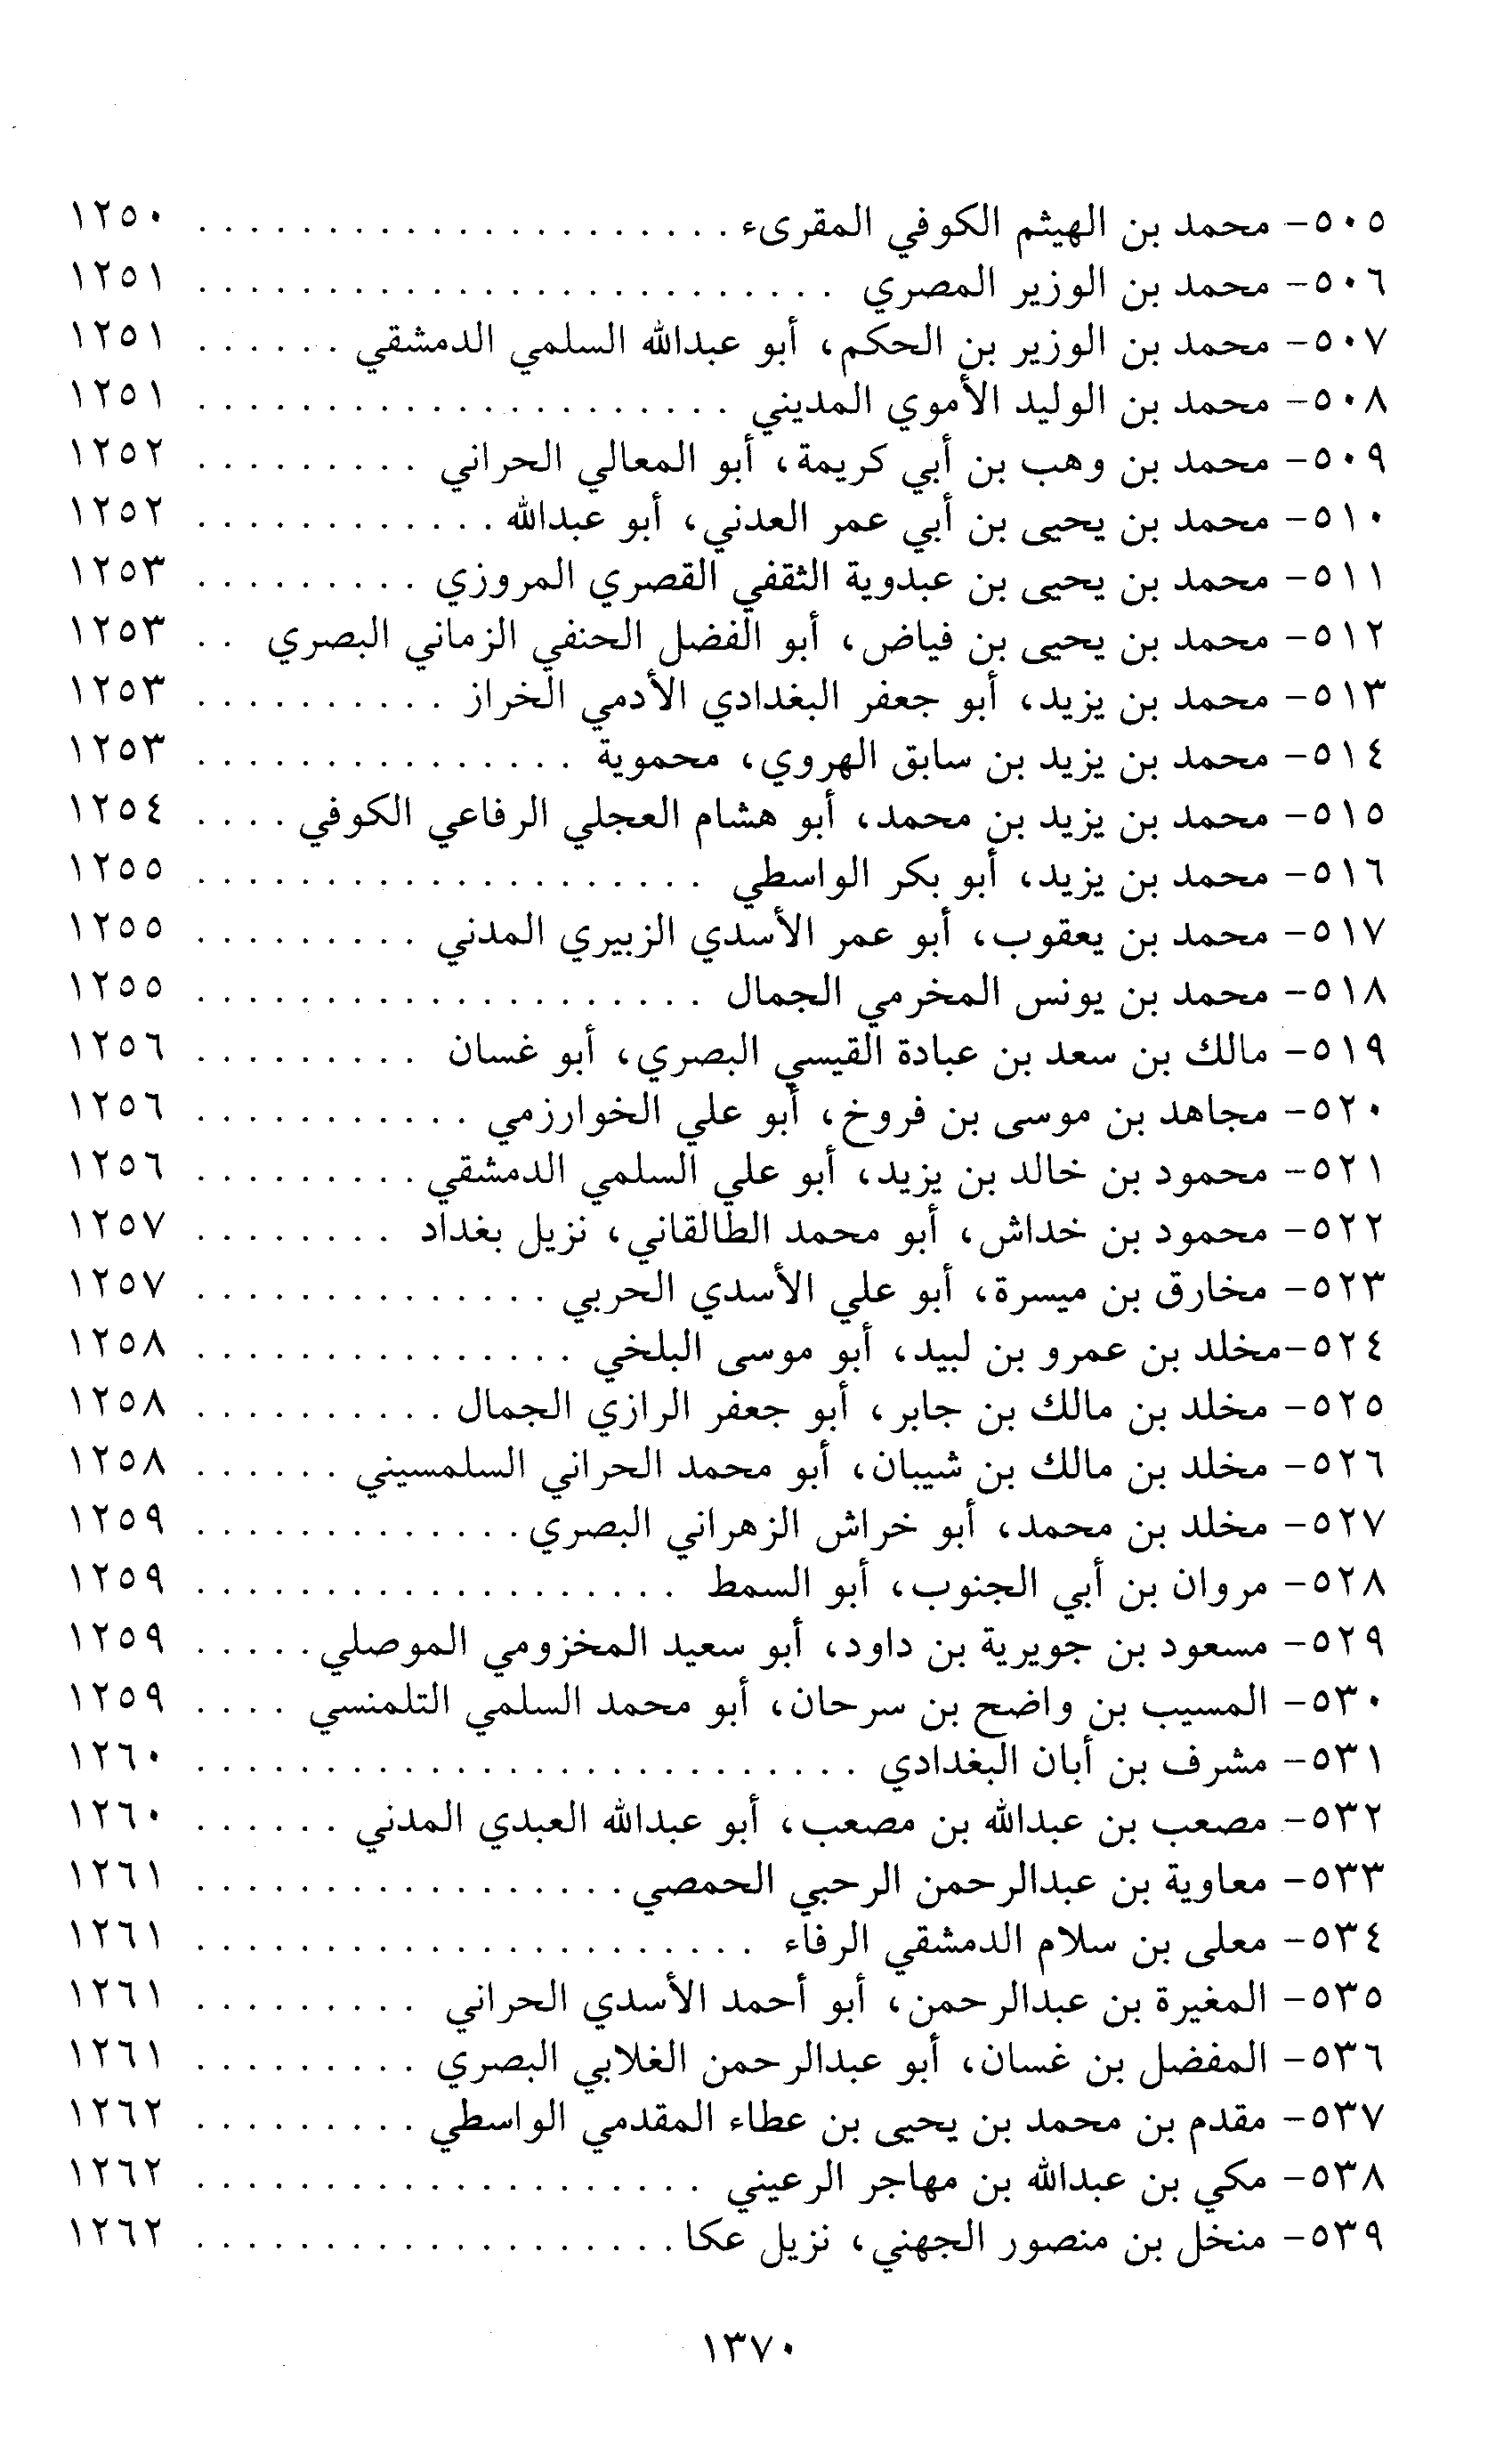 ٥٠٥- محمد بن الهيثم الكوفي المقرىء . . . . . . . . . . . . . . . . . . . . . ١٢٥٠
٥٠٦- محمد بن الوزير المصري . . . . . . . . . . . . . . . . . . . . . . . . . ١٢٥١
٥٠٧- محمد بن الوزير بن الحكم، أبو عبدالله السلمي الدمشقي . . . . . . ١٢٥١
٥٠٨- محمد بن الوليد الأموي المديني . . . . . . . . . . . . . . . . . . . . . ١٢٥١
٥٠٩- محمد بن وهب بن أبي كريمة، أبو المعالي الحراني . . . . . . . . . ١٢٥٢
٥١٠- محمد بن يحيى بن أبي عمر العدني، أبو عبدالله . . . . . . . . . . . . ١٢٥٢
٥١١- محمد بن يحيى بن عبدوية الثقفي القصري المروزي . . . . . . . . . ١٢٥٣
٥١٢- محمد بن يحيى بن فياض، أبو الفضل الحنفي الزماني البصري . . ١٢٥٣
٥١٣- محمد بن يزيد، أبو جعفر البغدادي الأدمي الخراز . . . . . . . . . . ١٢٥٣
٥١٤- محمد بن يزيد بن سابق الهروي، محموية . . . . . . . . . . . . . . . ١٢٥٣
٥١٥- محمد بن يزيد بن محمد، أبو هشام العجلي الرفاعي الكوفي . . . . ١٢٥٤
٥١٦- محمد بن يزيد، أبو بكر الواسطي . . . . . . . . . . . . . . . . . . . . ١٢٥٥
٥١٧- محمد بن يعقوب، أبو عمر الأسدي الزبيري المدني . . . . . . . . . ١٢٥٥
٥١٨- محمد بن يونس المخرمي الجمال . . . . . . . . . . . . . . . . . . . . ١٢٥٥
٥١٩- مالك بن سعد بن عبادة القيسي البصري، أبو غسان . . . . . . . . . ١٢٥٦
٥٢٠- مجاهد بن موسى بن فروخ، أبو علي الخوارزمي . . . . . . . . . . . ١٢٥٦
٥٢١- محمود بن خالد بن يزيد، أبو علي السلمي الدمشقي . . . . . . . . . ١٢٥٦
٥٢٢- محمود بن خداش، أبو محمد الطالقاني، نزيل بغداد . . . . . . . . ١٢٥٧
٥٢٣- مخارق بن ميسرة، أبو علي الأسدي الحربي . . . . . . . . . . . . . . ١٢٥٧
٥٢٤-مخلد بن عمرو بن لبيد، أبو موسى البلخي . . . . . . . . . . . . . . . ١٢٥٨
٥٢٥- مخلد بن مالك بن جابر، أبو جعفر الرازي الجمال . . . . . . . . . . ١٢٥٨
٥٢٦- مخلد بن مالك بن شيبان، أبو محمد الحراني السلمسيني . . . . . . ١٢٥٨
٥٢٧- مخلد بن محمد، أبو خراش الزهراني البصري . . . . . . . . . . . . . ١٢٥٩
٥٢٨- مروان بن أبي الجنوب، أبو السمط . . . . . . . . . . . . . . . . . . . ١٢٥٩
٥٢٩- مسعود بن جويرية بن داود، أبو سعيد المخزومي الموصلي . . . . . ١٢٥٩
٥٣٠- المسيب بن واضح بن سرحان، أبو محمد السلمي التلمنسي . . . . ١٢٥٩
٥٣١- مشرف بن أبان البغدادي . . . . . . . . . . . . . . . . . . . . . . . . . . ١٢٦٠
٥٣٢- مصعب بن عبدالله بن مصعب، أبو عبدالله العبدي المدني . . . . . . ١٢٦٠
٥٣٣- معاوية بن عبدالرحمن الرحبي الحمصي . . . . . . . . . . . . . . . . . ١٢٦١
٥٣٤- معلى بن سلام الدمشقي الرفاء . . . . . . . . . . . . . . . . . . . . . . ١٢٦١
٥٣٥- المغيرة بن عبدالرحمن، أبو أحمد الأسدي الحراني . . . . . . . . . ١٢٦١
٥٣٦- المفضل بن غسان، أبو عبدالرحمن الغلابي البصري . . . . . . . . . ١٢٦١
٥٣٧- مقدم بن محمد بن يحيى بن عطاء المقدمي الواسطي . . . . . . . . . ١٢٦٢
٥٣٨- مكي بن عبدالله بن مهاجر الرعيني . . . . . . . . . . . . . . . . . . . . ١٢٦٢
٥٣٩- منخل بن منصور الجهني، نزيل عكا . . . . . . . . . . . . . . . . . . . ١٢٦٢
١٣٧٠